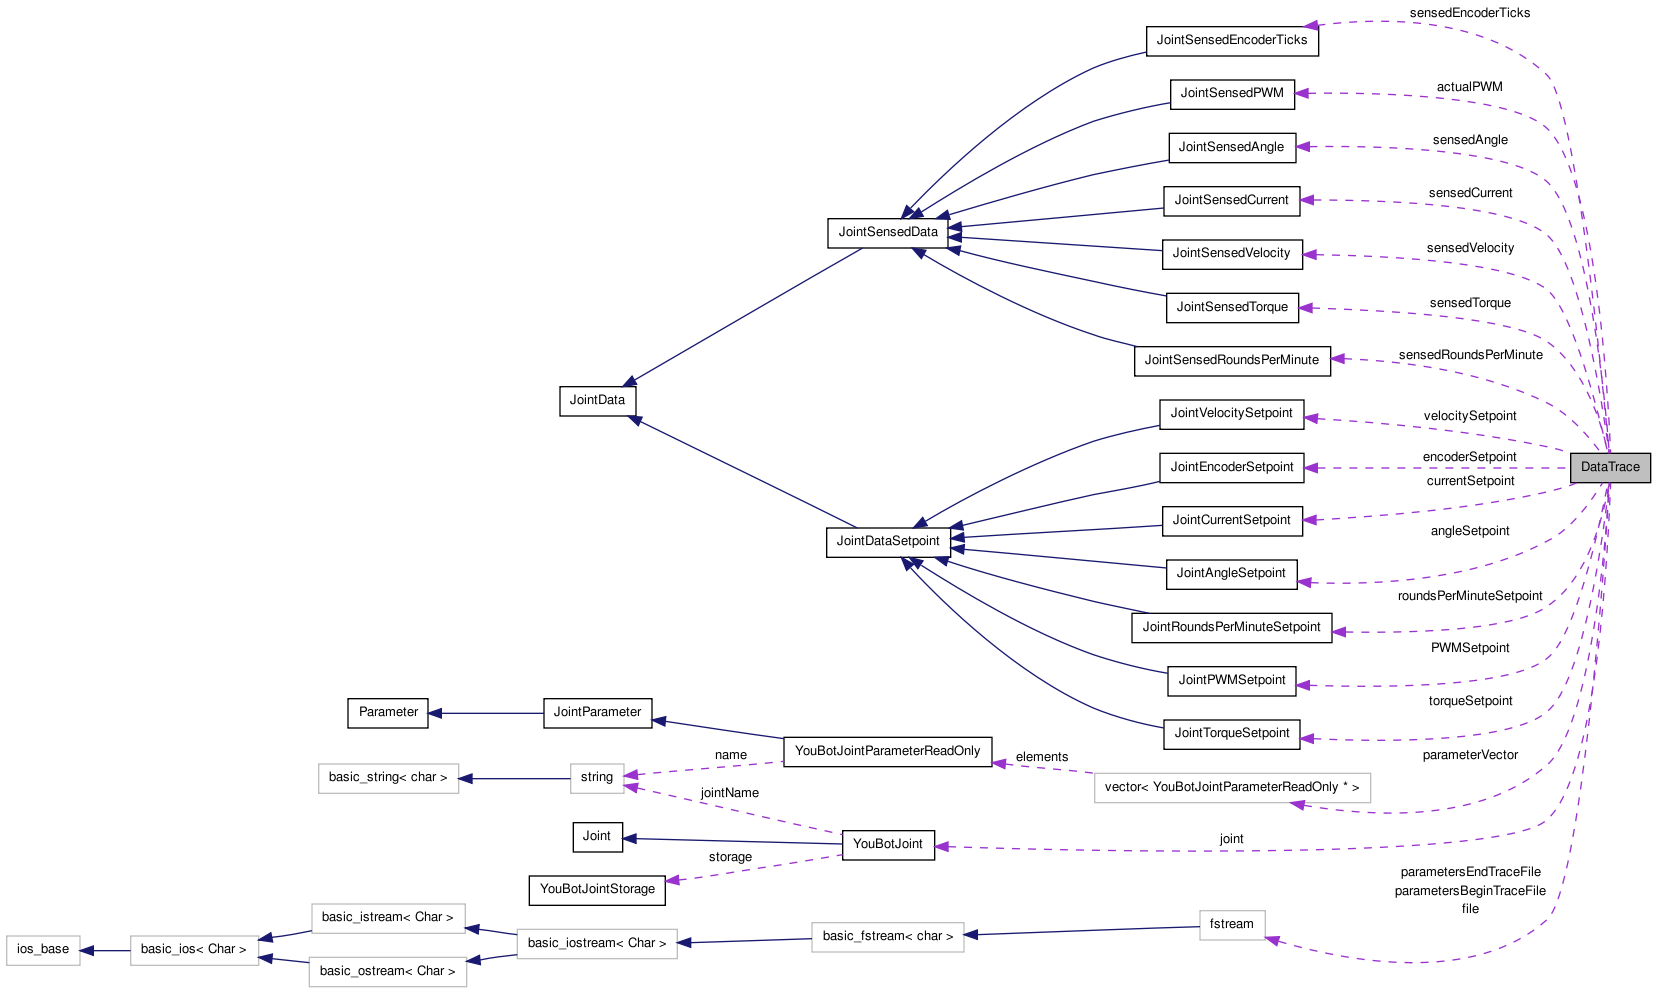 sensedEncoderTicks
JointSensedEncoderTicks
actualPWM
JointSensedPWM
sensedAngle
JointSensedAngle
sensedCurrent
JointSensedCurrent
JointSensedData
sensedVelocity
JointSensedVelocity
sensedTorque
JointSensedTorque
sensedRoundsPerMinute
JointSensedRoundsPerMinute
JointData
velocitySetpoint
JointVelocitySetpoint
encoderSetpoint
JointEncoderSetpoint
DataTrace
currentSetpoint
JointCurrentSetpoint
angleSetpoint
JointDataSetpoint
JointAngleSetpoint
roundsPerMinuteSetpoint
JointRoundsPerMinuteSetpoint
PWMSetpoint
JointPWMSetpoint
torqueSetpoint
Parameter
JointParameter
JointTorqueSetpoint
YouBotJointParameterReadOnly
name
elements
parameterVector
basic_string< char >
string
vector< YouBotJointParameterReadOnly * >
jointName
Joint
YouBotJoint
joint
storage
YouBotJointStorage
parametersEndTraceFile
parametersBeginTraceFile
file
basic_istream< Char >
fstream
ios_base
basic_ios< Char >
basic_iostream< Char >
basic_fstream< char >
basic_ostream< Char >